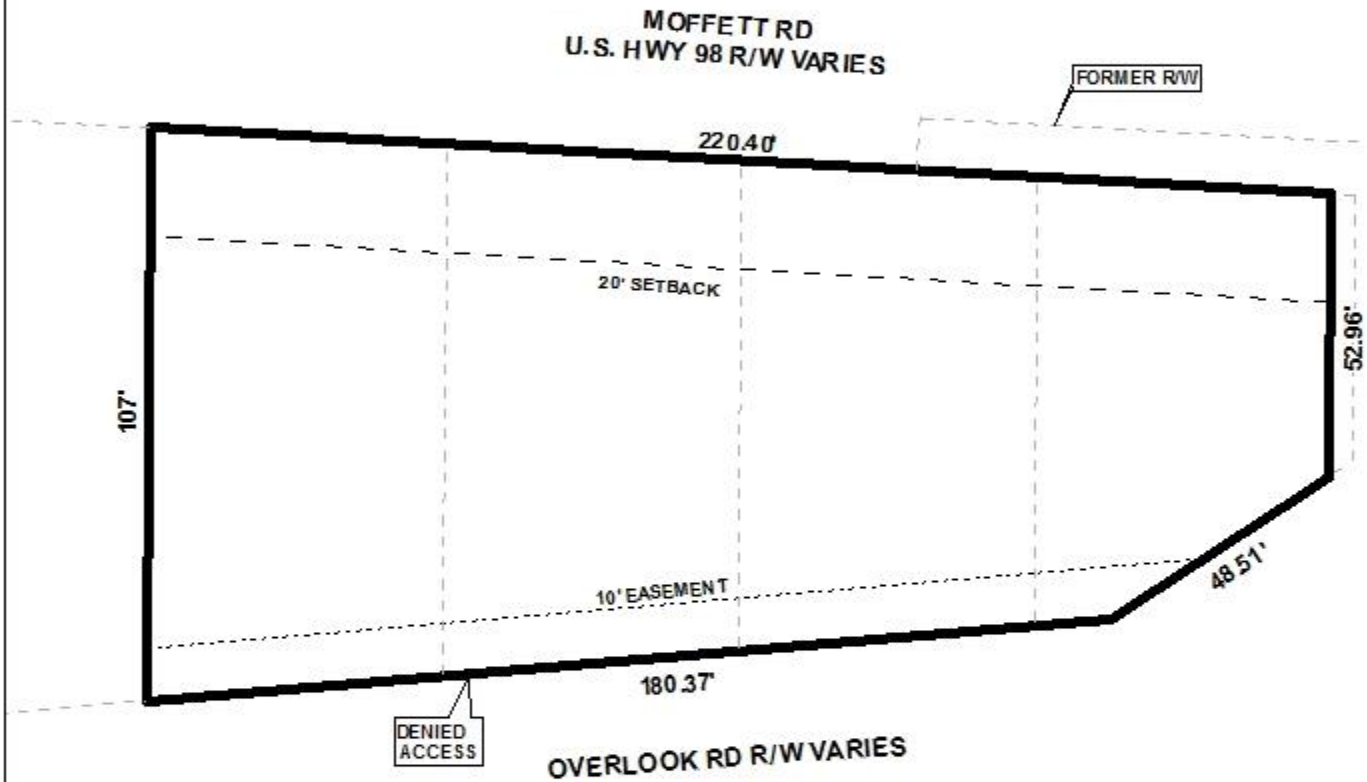 MOFFETT RD
U.S. HWY 98 R/W VARIES
FORMER R/W
220.40'
20' SETBACK
107'
52.96'
10' EASEMENT
48.51'
180.37'
DENIED
ACCESS
OVERLOOK RD R/W VARIES